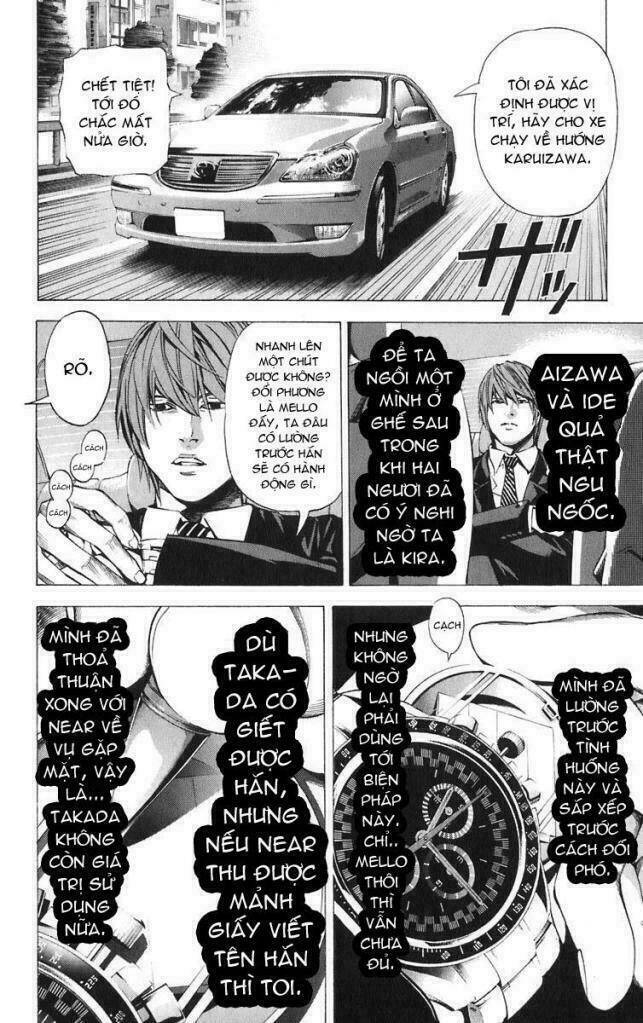 TÔI ĐÃ XÁC
ĐỊNH ĐƯỢC VỊ
TRÍ, HÃY CHO XE
CHẠY VỀ HƯỚNG
KARUIZAWA.
CHẾT TIỆT!
TỚI ĐÓ
CHẮC MẤT
NỬA GIỜ.
ザザッ
AIZAWA
VÀ IDE
QUẢ
THẬT
NGU
NGỐC.
ĐỂ TA
NGỒI MỘT
MÌNH Ở
GHẾ SAU
TRONG
KHI HAI
NGƯƠI ĐÃ
CÓ Ý NGHI
NGỜ TA
LÀ KIRA.
NHANH LÊN
MỘT CHÚT
ĐƯỢC KHÔNG?
ĐỐI PHƯƠNG
LÀ MELLO
ĐẤY, TA ĐÂU
CÓ LƯỜNG
TRƯỚC HẮN
SẼ CÓ HÀNH
ĐỘNG GÌ.
RÕ.
CÁCH
CÁCH
CÁCH
CÁCH
MÌNH ĐÃ
LƯỜNG
TRƯỚC
TÌNH
HUỐNG
NÀY VÀ
SẮP XẾP
TRƯỚC
CÁCH ĐỐI
PHÓ.
CẠCH
NHƯNG
KHÔNG
NGỜ
LẠI
PHẢI
DÙNG
TỚI
BIỆN
PHÁP
NÀY.
CHỈ..
MELLO
THÔI
THÌ
VẪN
CHƯA
ĐỦ.
DÙ
TAKA-
DA CÓ
GIẾT
ĐƯỢC
HẮN,
NHƯNG
NẾU NEAR
THU ĐƯỢC
MẢNH
GIẤY VIẾT
TÊN HẮN
THÌ TOI.
MÌNH ĐÃ
THOẢ
THUẬN
XONG VỚI
NEAR VỀ
VỤ GẶP
MẶT, VẬY
LÀ...
TAKADA
KHÔNG
CÒN GIÁ
TRỊ SỬ
DỤNG
NỮA.